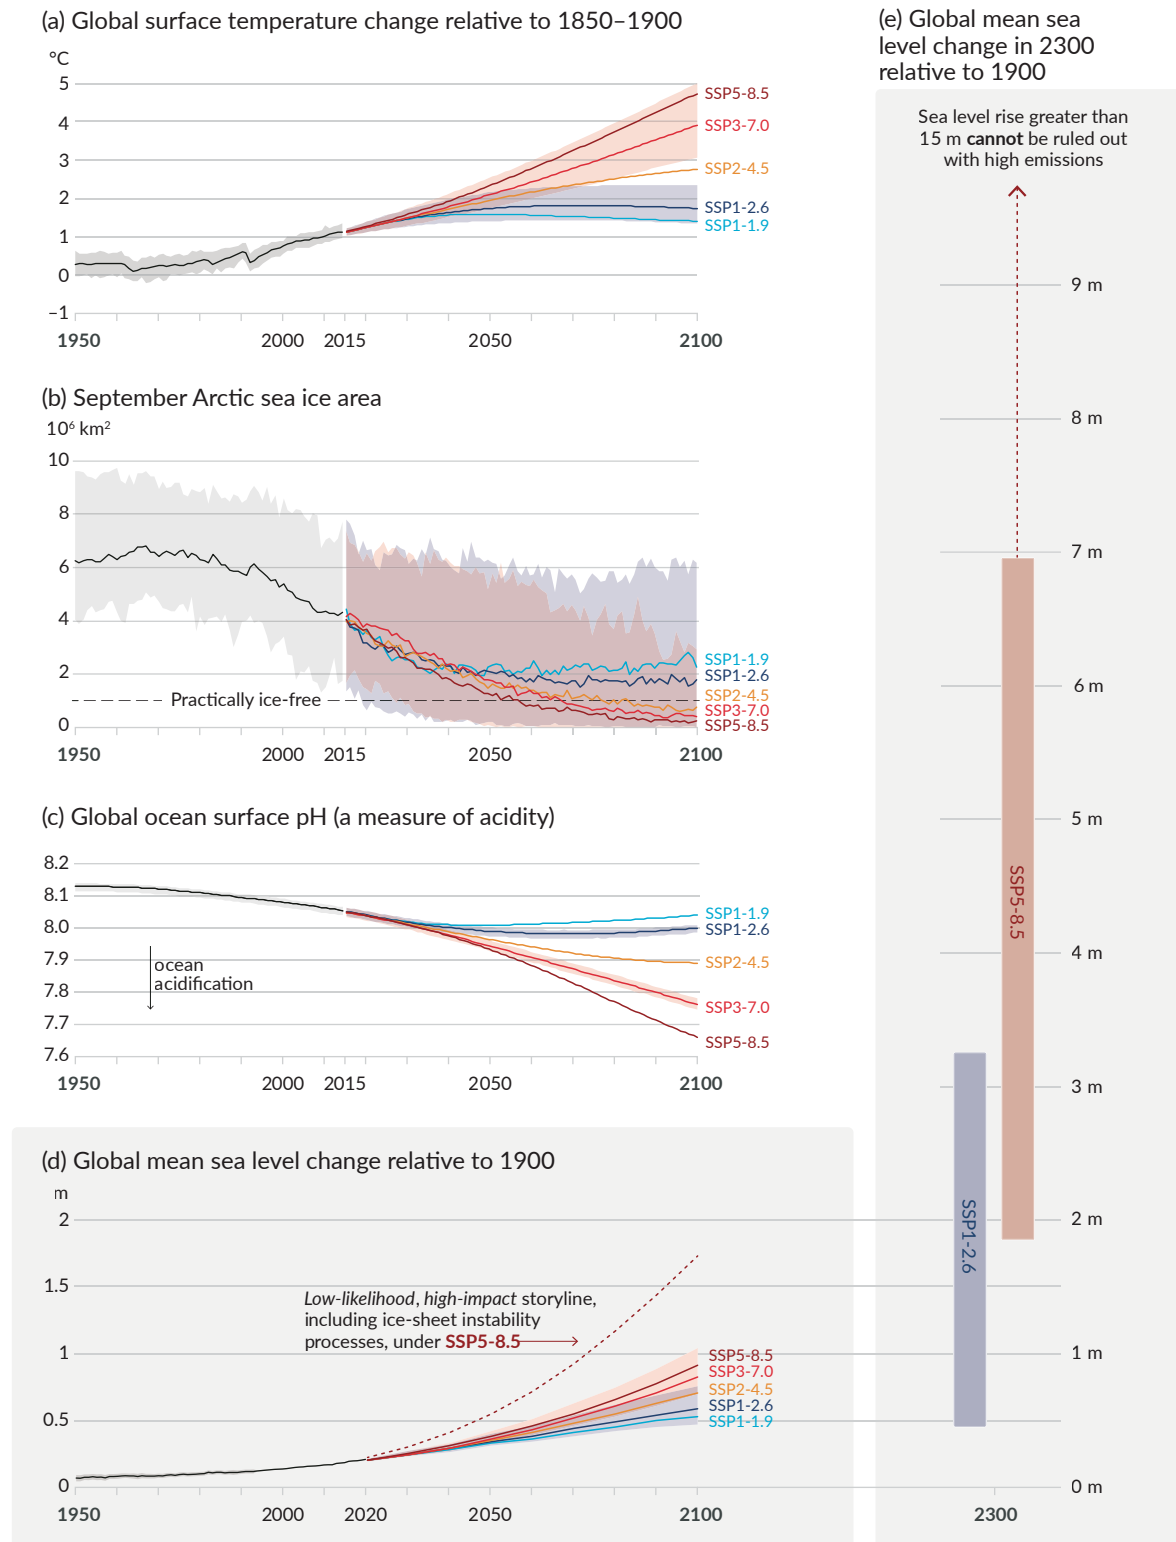 (a) Global surface temperature change relative to 1850–1900
°C
5
4
3
2
1
0
−1
SSP5-8.5
SSP3-7.0
SSP2-4.5
SSP1-2.6
SSP1-1.9
1950 2000 2015 2050 2100
(b) September Arctic sea ice area
10⁶ km²
10
8
6
4
2
0
Practically ice-free
SSP1-1.9
SSP1-2.6
SSP2-4.5
SSP3-7.0
SSP5-8.5
1950 2000 2015 2050 2100
(c) Global ocean surface pH (a measure of acidity)
8.2
8.1
8.0
7.9
7.8
7.7
7.6
ocean
acidification
SSP1-1.9
SSP1-2.6
SSP2-4.5
SSP3-7.0
SSP5-8.5
1950 2000 2015 2050 2100
(d) Global mean sea level change relative to 1900
m
2
1.5
1
0.5
0
Low-likelihood, high-impact storyline,
including ice-sheet instability
processes, under SSP5-8.5
SSP5-8.5
SSP3-7.0
SSP2-4.5
SSP1-2.6
SSP1-1.9
1950 2000 2020 2050 2100
(e) Global mean sea
level change in 2300
relative to 1900
Sea level rise greater than
15 m cannot be ruled out
with high emissions
9 m
8 m
7 m
6 m
5 m
4 m
3 m
2 m
1 m
0 m
SSP5-8.5
SSP1-2.6
2300